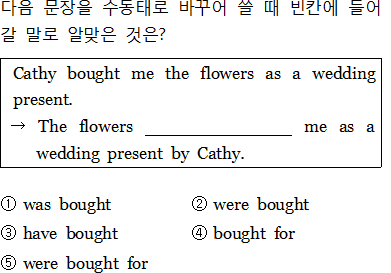 다음 문장을 수동태로 바꾸어 쓸 때 빈칸에 들어
갈 말로 알맞은 것은?
Cathy bought me the flowers as a wedding
present.
→ The flowers ________________ me as a
wedding present by Cathy.
① was bought ② were bought
③ have bought ④ bought for
⑤ were bought for